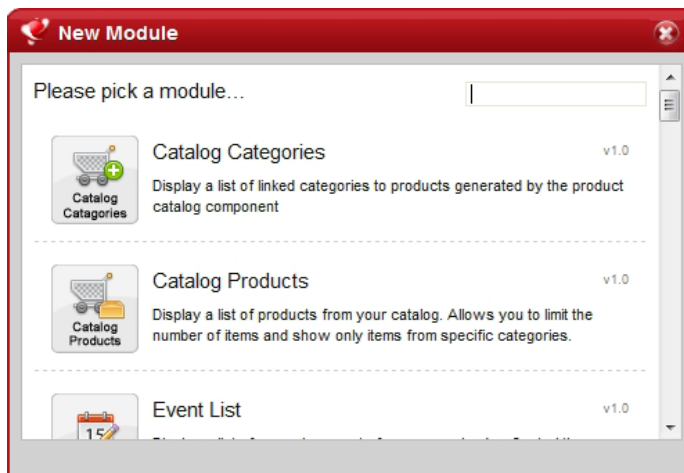 New Module
Please pick a module...
Catalog Categories
v1.0
Display a list of linked categories to products generated by the product
catalog component
Catalog
Catagories
Catalog Products
v1.0
Display a list of products from your catalog. Allows you to limit the
number of items and show only items from specific categories.
Catalog
Products
Event List
v1.0
15